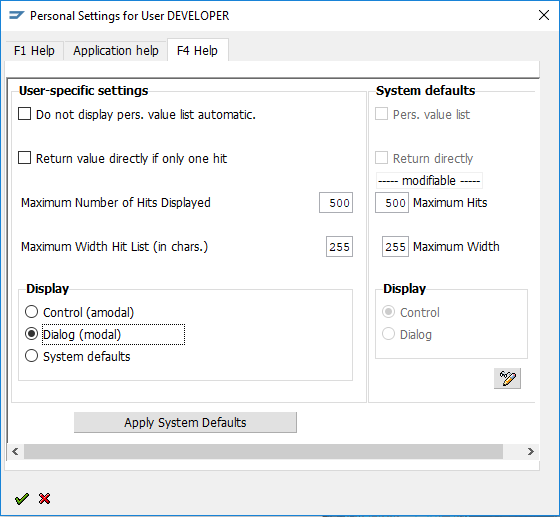 Personal Settings for User DEVELOPER
F1 Help Application help F4 Help
User-specific settings
Do not display pers. value list automatic.
Return value directly if only one hit
Maximum Number of Hits Displayed 500
Maximum Width Hit List (in chars.) 255
Display
Control (amodal)
Dialog (modal)
System defaults
System defaults
Pers. value list
Return directly
----- modifiable -----
500 Maximum Hits
255 Maximum Width
Display
Control
Dialog
Apply System Defaults